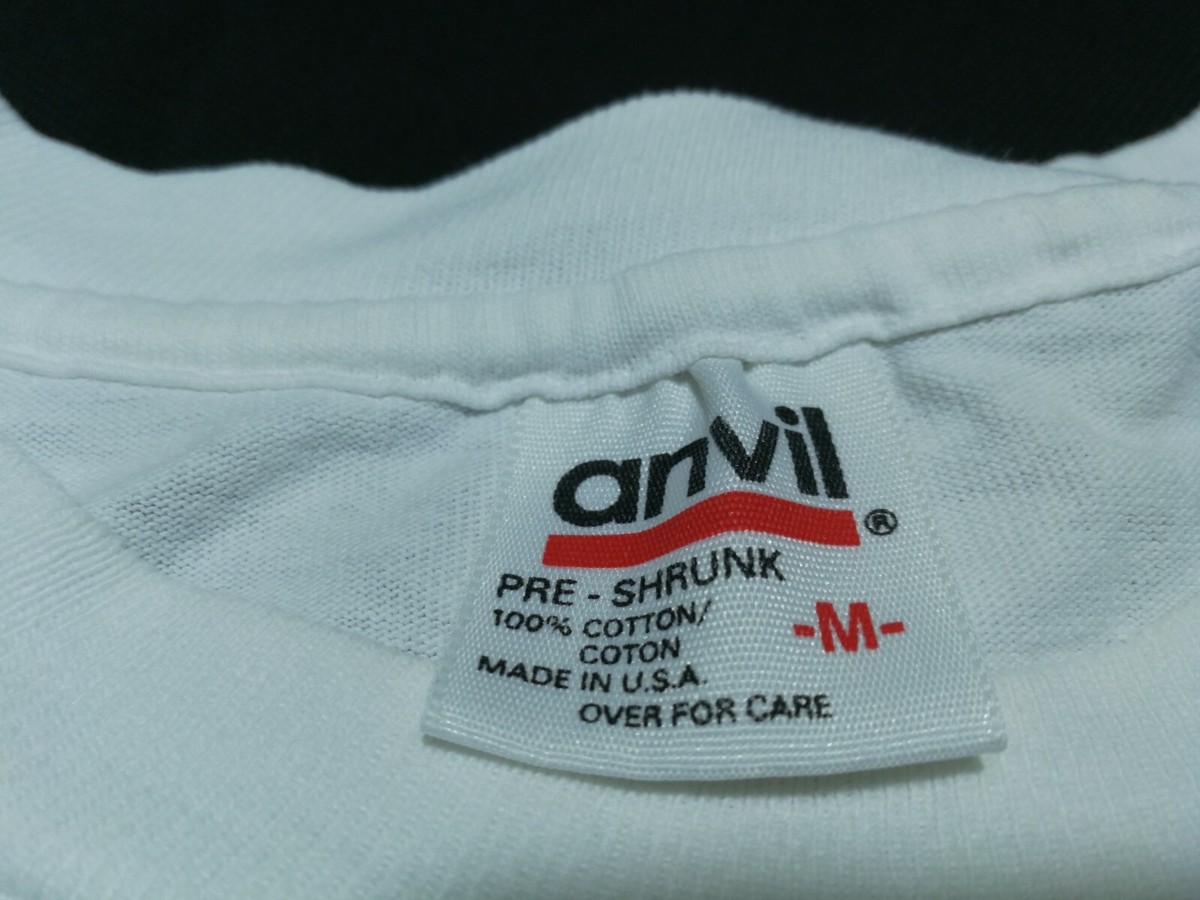 anvil®
PRE - SHRUNK
100% COTTON/
COTON
-M-
MADE IN U.S.A.
OVER FOR CARE